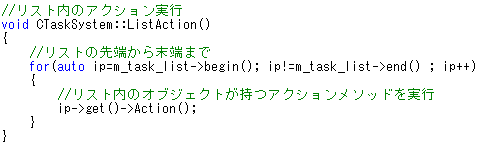 //リスト内のアクション実行
void CTaskSystem::ListAction()
{
    //リストの先端から末端まで
    for(auto ip=m_task_list->begin(); ip!=m_task_list->end() ; ip++)
    {
        //リスト内のオブジェクトが持つアクションメソッドを実行
        ip->get()->Action();
    }
}